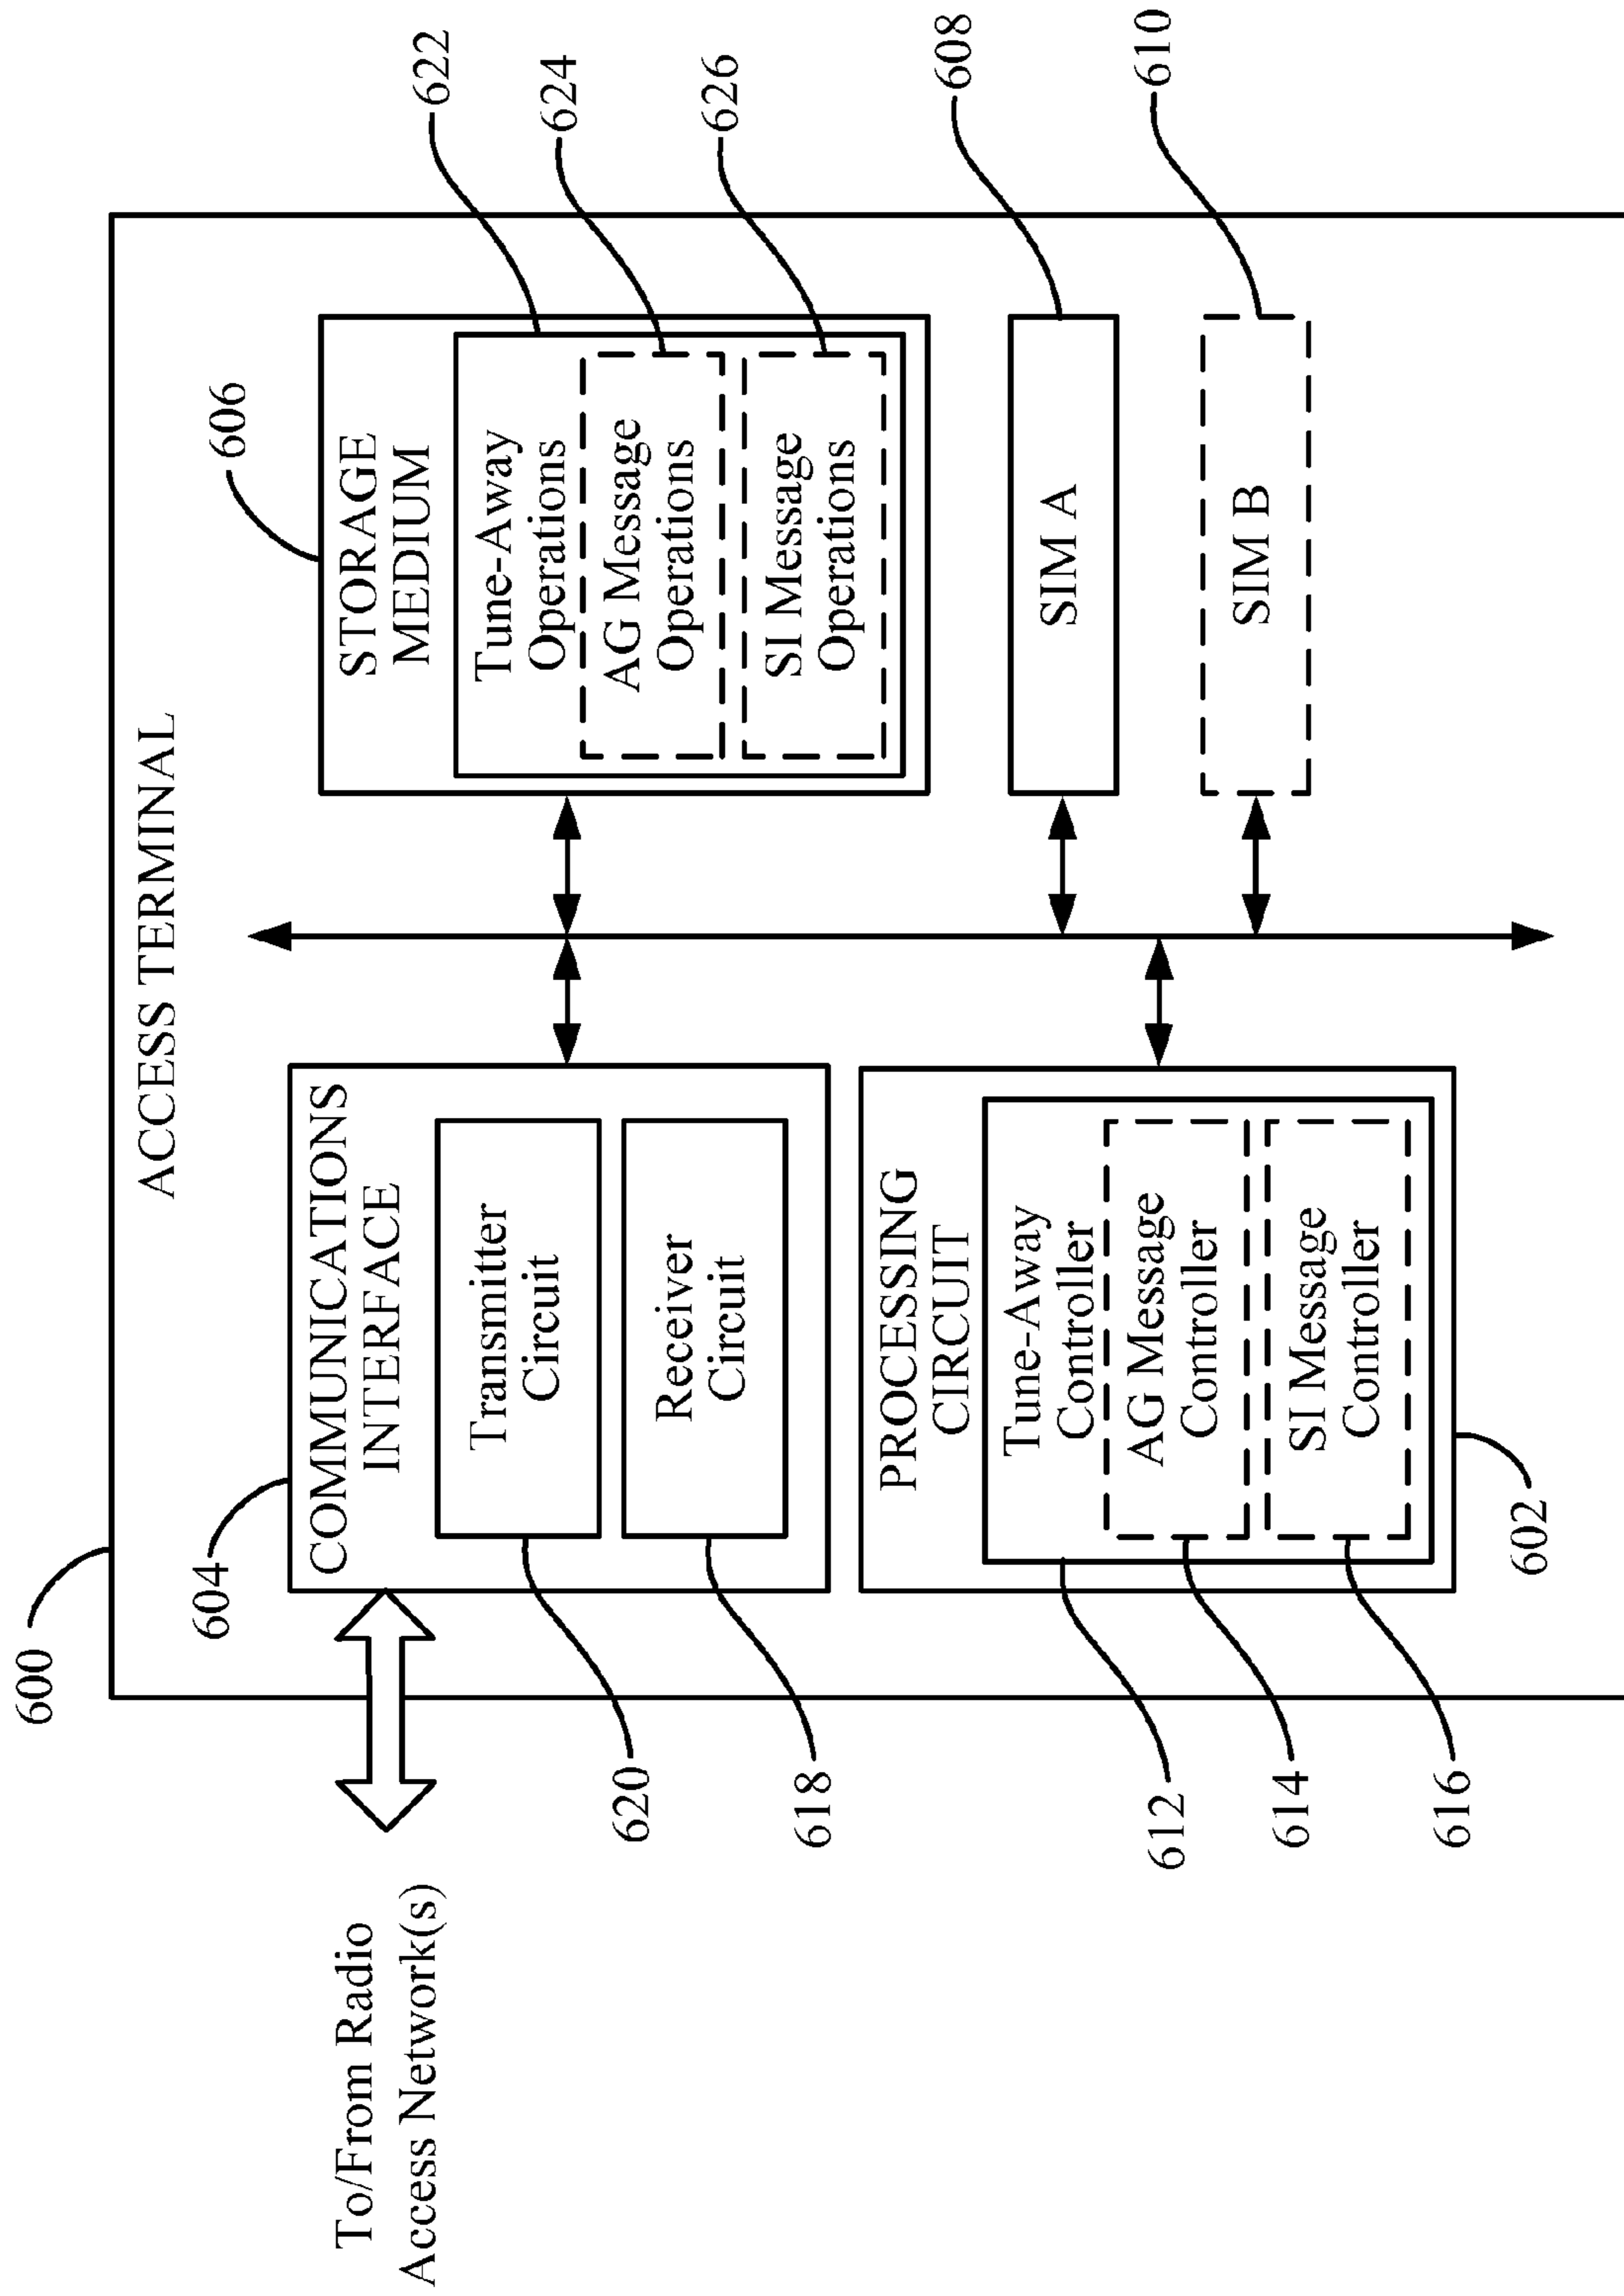 600
ACCESS TERMINAL
604
COMMUNICATIONS
INTERFACE
Transmitter
Circuit
Receiver
Circuit
620
618
To/From Radio
Access Network(s)
606
STORAGE
MEDIUM
Tune-Away
Operations
AG Message
Operations
SI Message
Operations
622
624
626
PROCESSING
CIRCUIT
Tune-Away
Controller
AG Message
Controller
SI Message
Controller
612
614
616
602
SIM A
608
SIM B
610